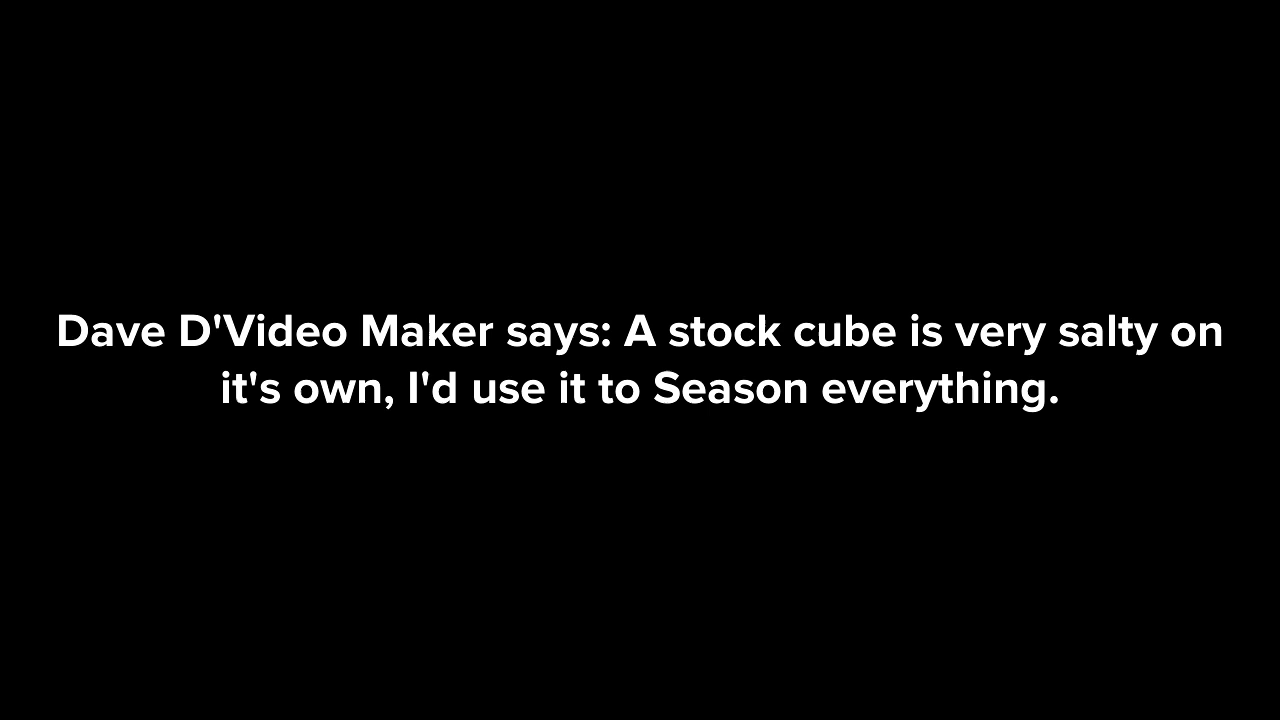 Dave D'Video Maker says: A stock cube is very salty on
it's own, I'd use it to Season everything.